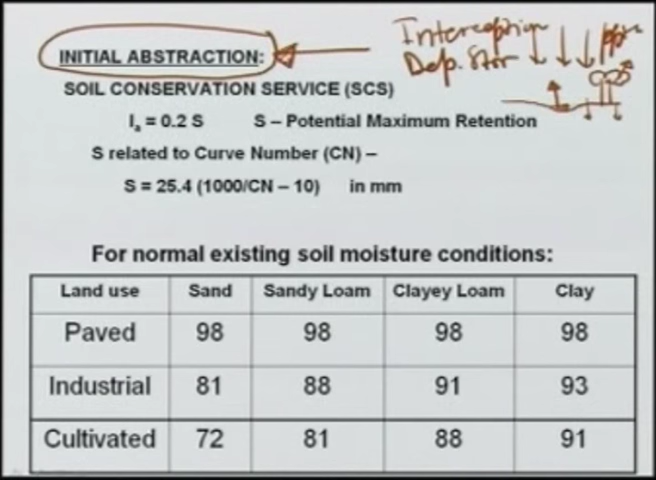 Interception
Dep. Stor
pptn
INITIAL ABSTRACTION:
SOIL CONSERVATION SERVICE (SCS)
Ia = 0.2 S S – Potential Maximum Retention
S related to Curve Number (CN) –
S = 25.4 (1000/CN – 10) in mm
For normal existing soil moisture conditions:
Land use Sand Sandy Loam Clayey Loam Clay
Paved 98 98 98 98
Industrial 81 88 91 93
Cultivated 72 81 88 91